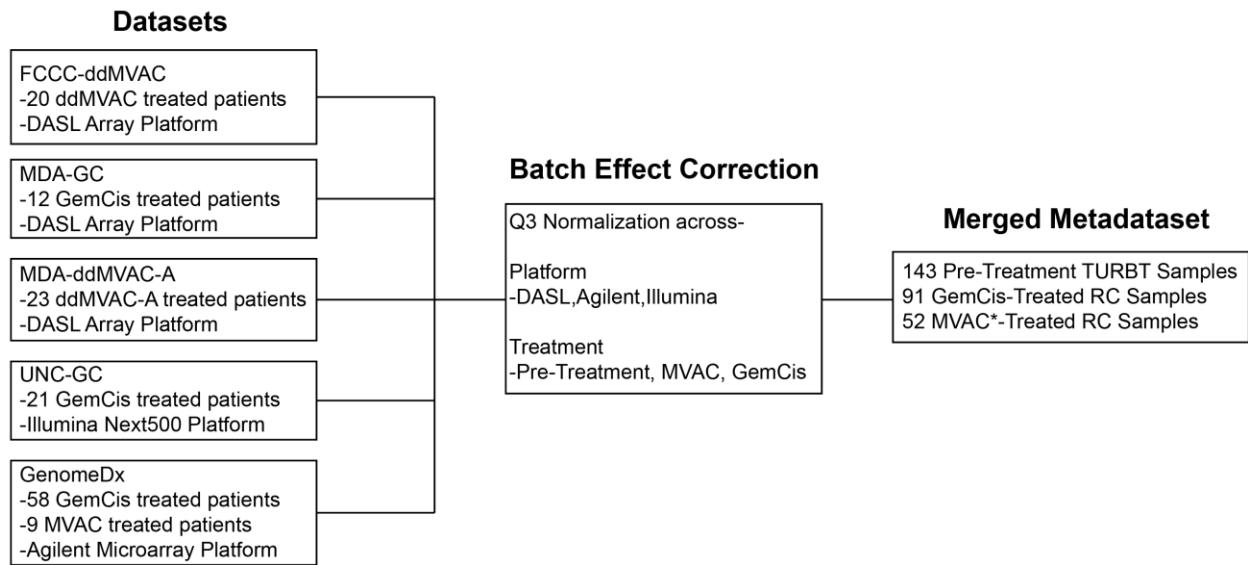 Datasets
FCCC-ddMVAC
-20 ddMVAC treated patients
-DASL Array Platform
MDA-GC
-12 GemCis treated patients
-DASL Array Platform
MDA-ddMVAC-A
-23 ddMVAC-A treated patients
-DASL Array Platform
UNC-GC
-21 GemCis treated patients
-Illumina Next500 Platform
GenomeDx
-58 GemCis treated patients
-9 MVAC treated patients
-Agilent Microarray Platform
Batch Effect Correction
Q3 Normalization across-
Platform
-DASL,Agilent,Illumina
Treatment
-Pre-Treatment, MVAC, GemCis
Merged Metadataset
143 Pre-Treatment TURBT Samples
91 GemCis-Treated RC Samples
52 MVAC*-Treated RC Samples